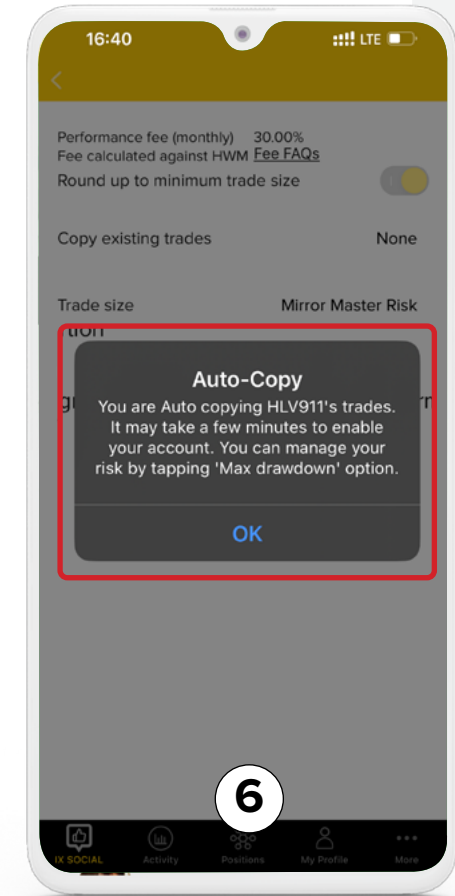 16:40
LTE
Performance fee (monthly) 30.00%
Fee calculated against HWM Fee FAQs
Round up to minimum trade size
Copy existing trades None
Trade size Mirror Master Risk
Auto-Copy
You are Auto copying HLV911's trades.
It may take a few minutes to enable
your account. You can manage your
risk by tapping 'Max drawdown' option.
OK
6
IX SOCIAL Activity Positions My Profile More